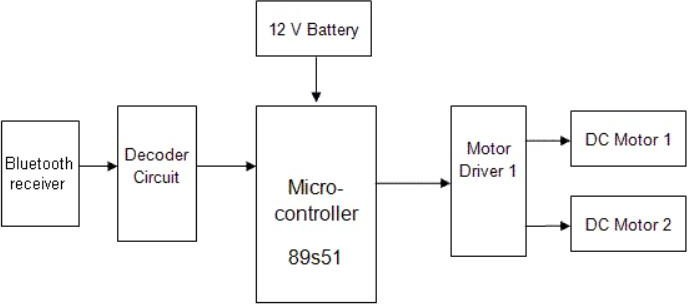 12 V Battery
Bluetooth
receiver
Decoder
Circuit
Micro-
controller
89s51
Motor
Driver 1
DC Motor 1
DC Motor 2